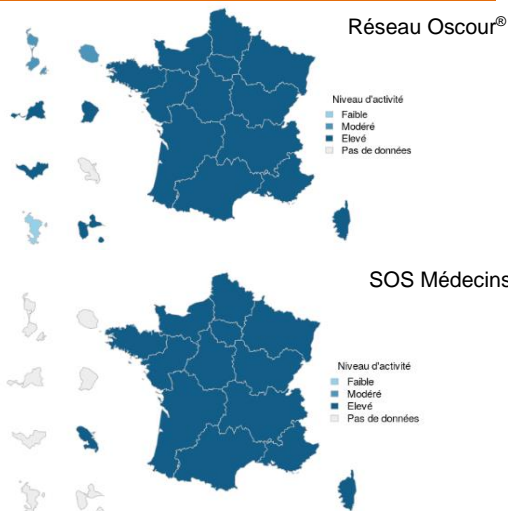 Réseau Oscour®
Niveau d'activité
Faible
Modéré
Elevé
Pas de données
SOS Médecins
Niveau d'activité
Faible
Modéré
Elevé
Pas de données